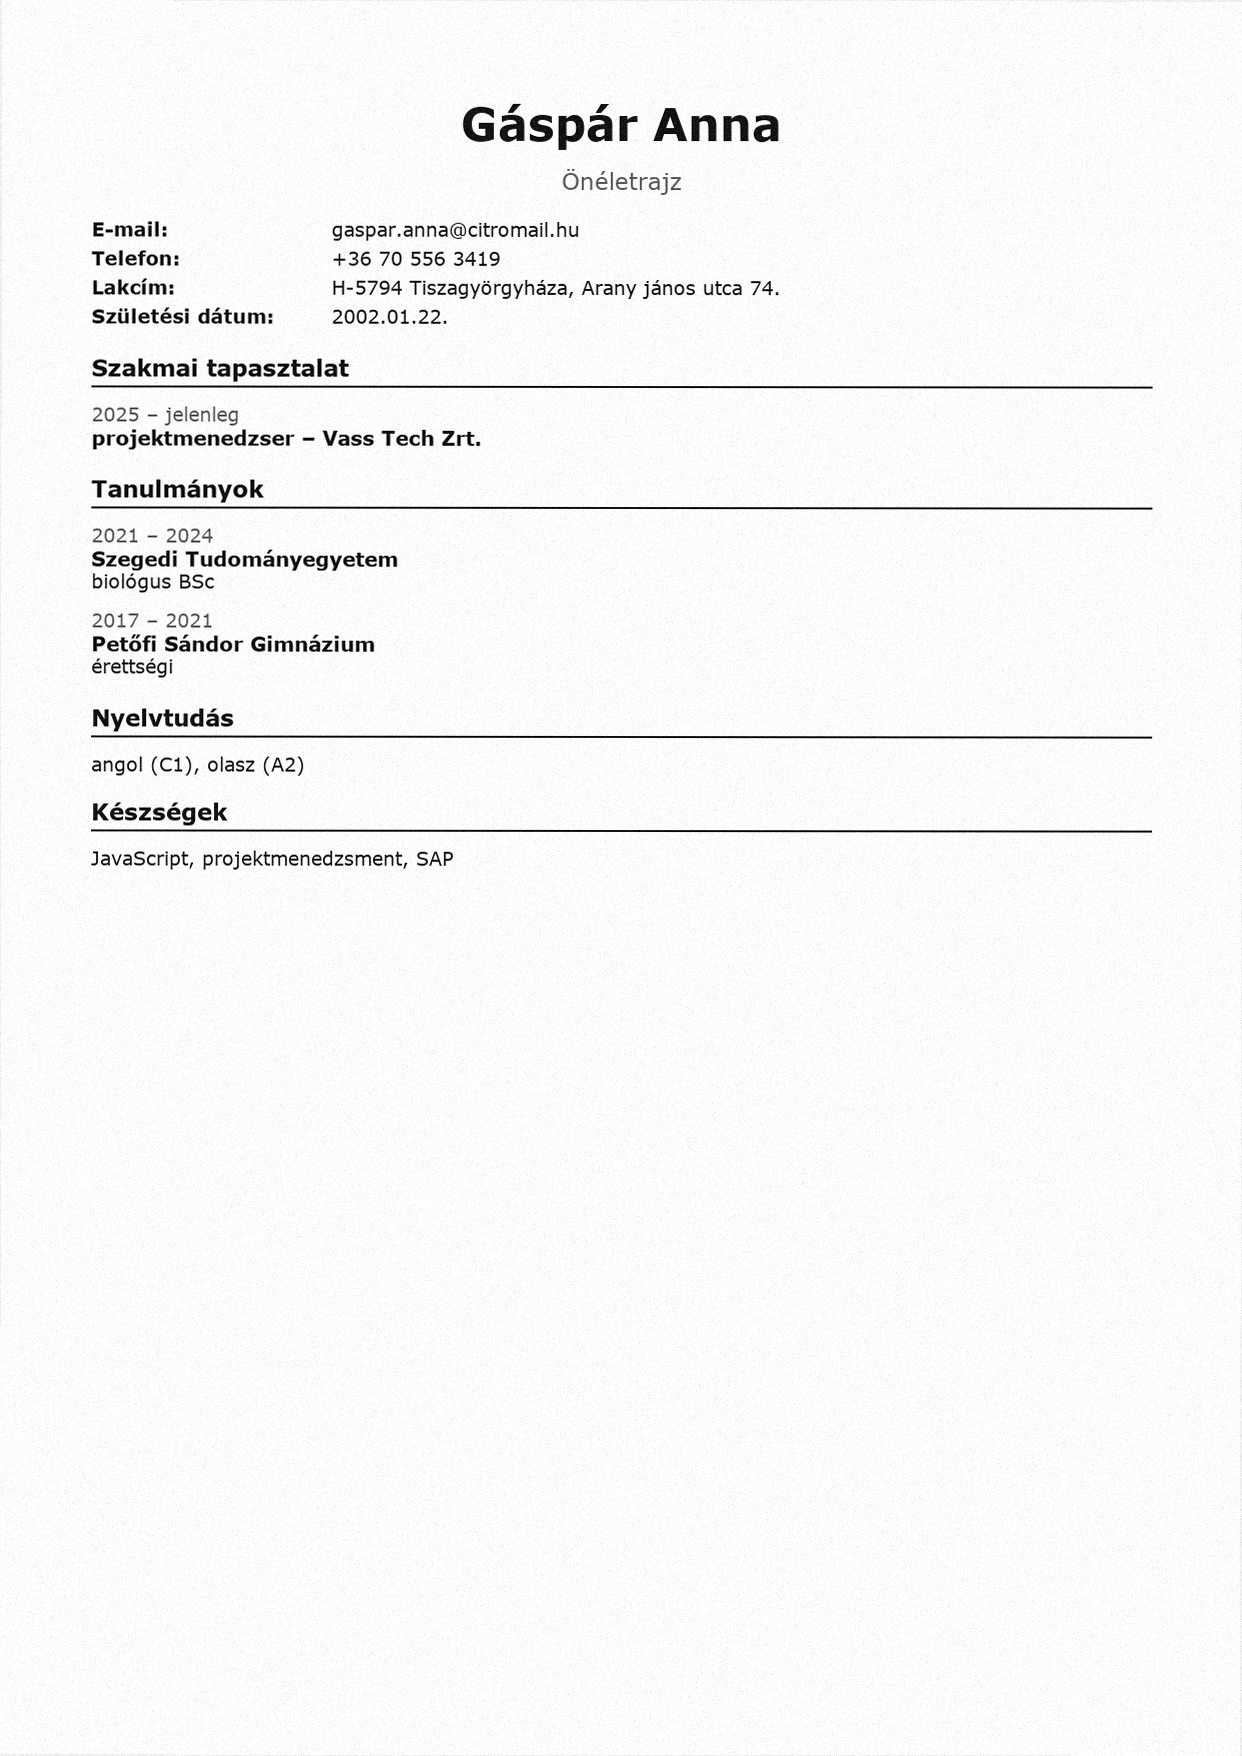 Gáspár Anna
Önéletrajz
E-mail: gaspar.anna@citromail.hu
Telefon: +36 70 556 3419
Lakcím: H-5794 Tiszagyörgyháza, Arany jános utca 74.
Születési dátum: 2002.01.22.
Szakmai tapasztalat
2025 – jelenleg
projektmenedzser – Vass Tech Zrt.
Tanulmányok
2021 – 2024
Szegedi Tudományegyetem
biológus BSc
2017 – 2021
Petőfi Sándor Gimnázium
érettségi
Nyelvtudás
angol (C1), olasz (A2)
Készségek
JavaScript, projektmenedzsment, SAP